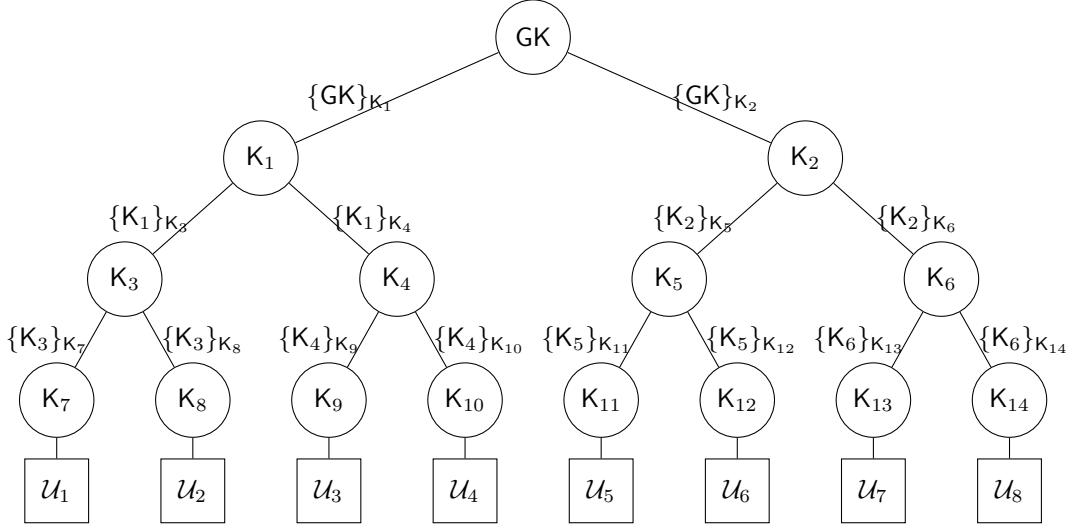 GK
{GK}K₁ {GK}K₂
K₁ K₂
{K₁}K₃ {K₁}K₄ {K₂}K₅ {K₂}K₆
K₃ K₄ K₅ K₆
{K₃}K₇ {K₃}K₈ {K₄}K₉ {K₄}K₁₀ {K₅}K₁₁ {K₅}K₁₂ {K₆}K₁₃ {K₆}K₁₄
K₇ K₈ K₉ K₁₀ K₁₁ K₁₂ K₁₃ K₁₄
𝒰₁ 𝒰₂ 𝒰₃ 𝒰₄ 𝒰₅ 𝒰₆ 𝒰₇ 𝒰₈